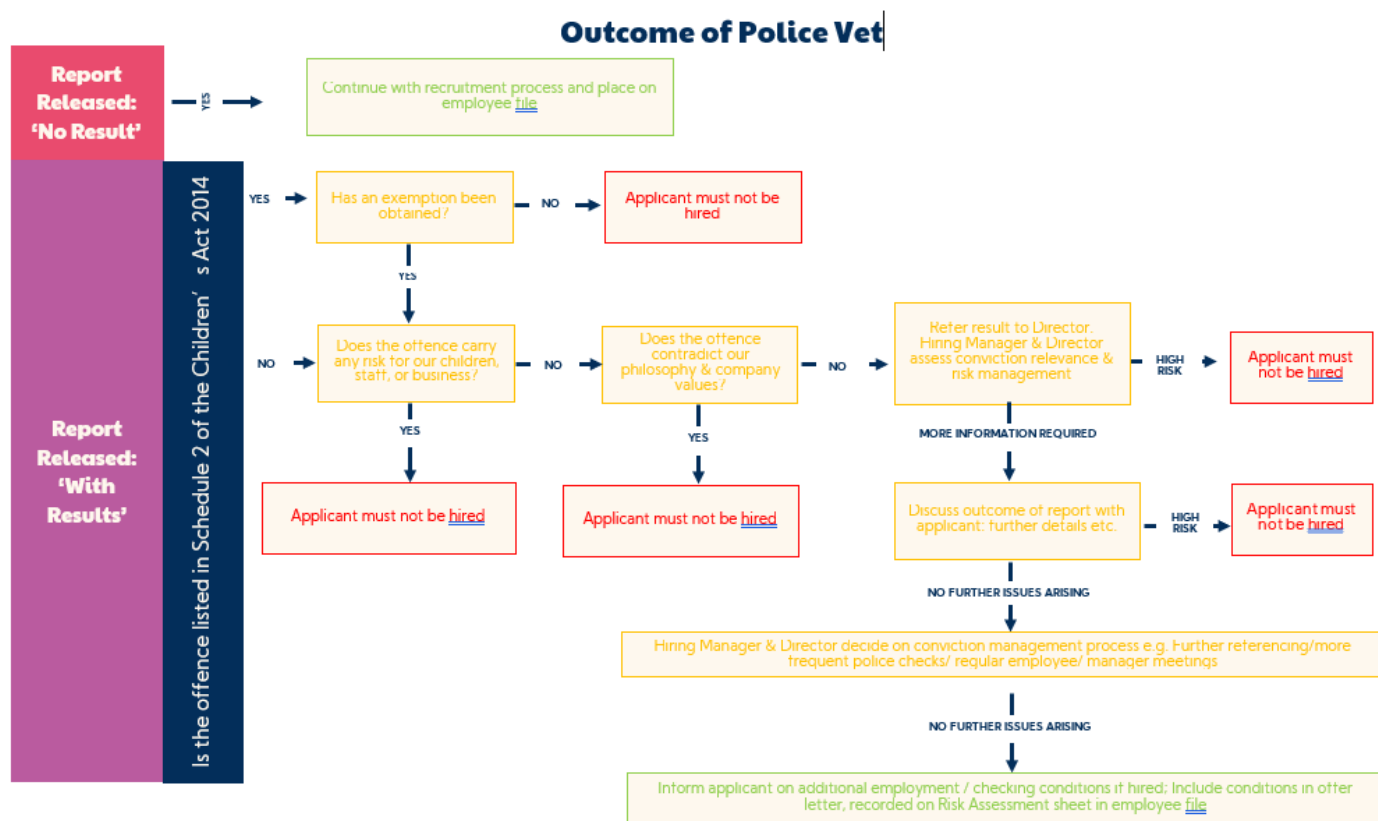 Outcome of Police Vet
Report
Released:
‘No Result’
YES
Continue with recruitment process and place on
employee file
Report
Released:
‘With
Results’
Is the offence listed in Schedule 2 of the Children’s Act 2014
YES
Has an exemption been
obtained?
NO
Applicant must not be
hired
YES
NO
Does the offence carry
any risk for our children,
staff, or business?
NO
Does the offence
contradict our
philosophy & company
values?
NO
Refer result to Director.
Hiring Manager & Director
assess conviction relevance &
risk management
HIGH
RISK
Applicant must
not be hired
YES
Applicant must not be hired
YES
Applicant must not be hired
MORE INFORMATION REQUIRED
Discuss outcome of report with
applicant: further details etc.
HIGH
RISK
Applicant must
not be hired
NO FURTHER ISSUES ARISING
Hiring Manager & Director decide on conviction management process e.g. Further referencing/more
frequent police checks/ regular employee/ manager meetings
NO FURTHER ISSUES ARISING
Inform applicant on additional employment / checking conditions if hired; Include conditions in offer
letter, recorded on Risk Assessment sheet in employee file